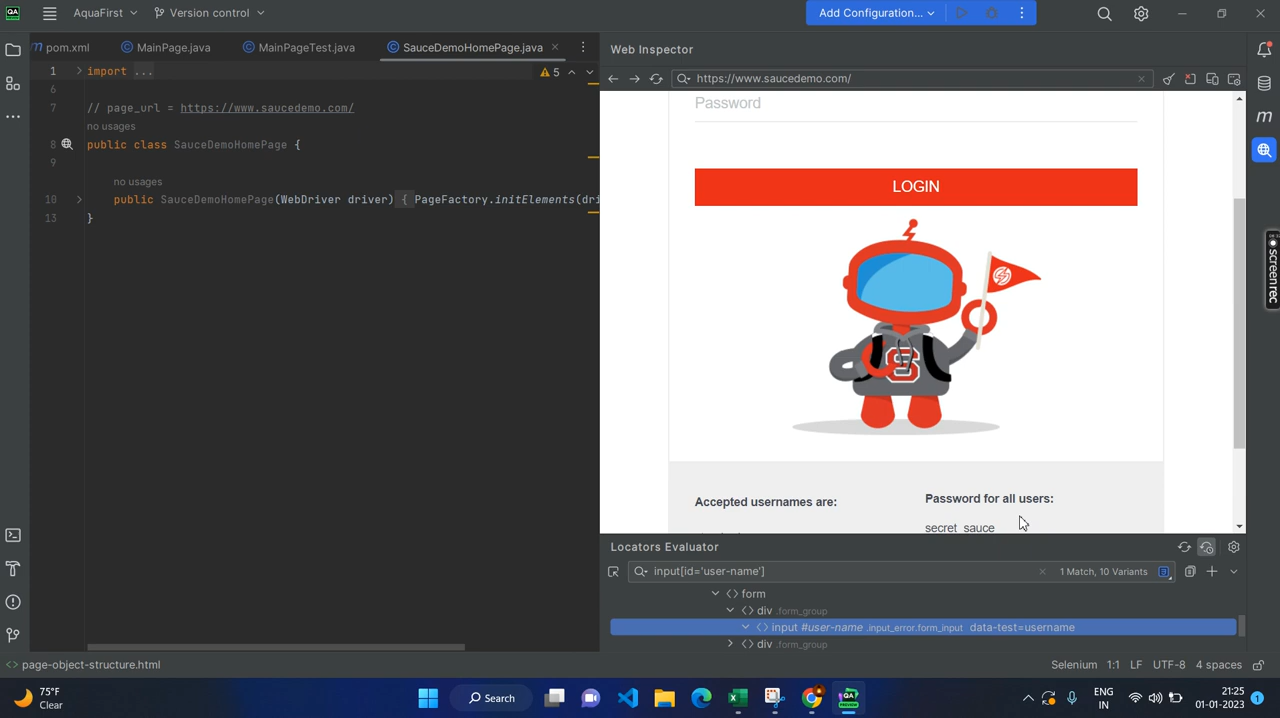 QA
AquaFirst
Version control
Add Configuration...
m pom.xml
MainPage.java
MainPageTest.java
SauceDemoHomePage.java
1 import ...
5
6
7 // page_url = https://www.saucedemo.com/
no usages
8 public class SauceDemoHomePage {
9
no usages
10 public SauceDemoHomePage(WebDriver driver) { PageFactory.initElements(dri
13 }
Web Inspector
https://www.saucedemo.com/
Password
LOGIN
S
Accepted usernames are:
Password for all users:
secret_sauce
m
screenrec
Locators Evaluator
input[id='user-name']
1 Match, 10 Variants
form
div .form_group
input #user-name .input_error.form_input data-test=username
div .form_group
page-object-structure.html
Selenium 1:1 LF UTF-8 4 spaces
75°F
Clear
Search
QA
ENG
IN
21:25
01-01-2023
1